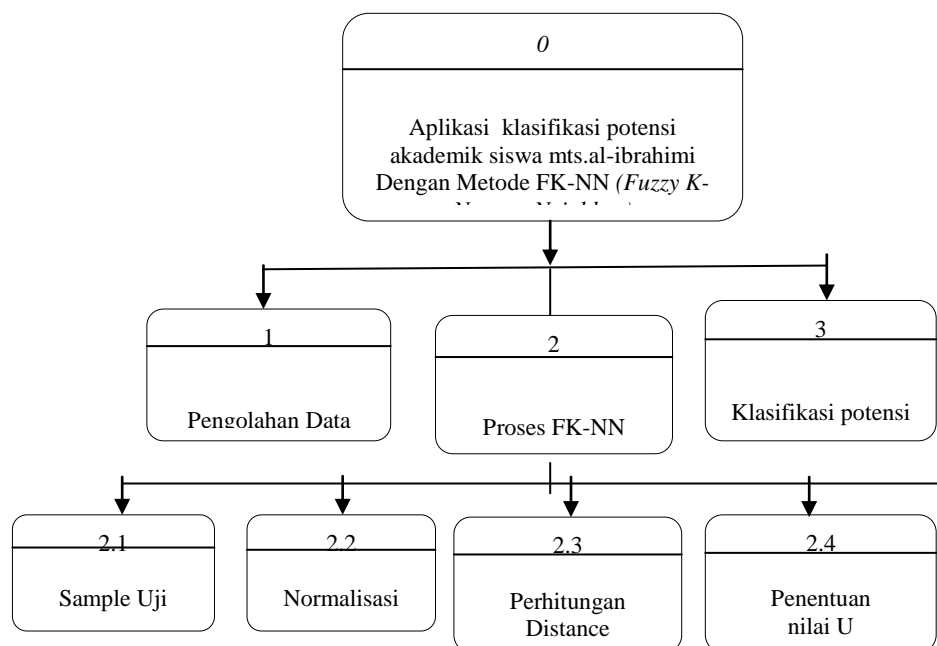 0
Aplikasi klasifikasi potensi
akademik siswa mts.al-ibrahimi
Dengan Metode FK-NN (Fuzzy K-
1
Pengolahan Data
2
Proses FK-NN
3
Klasifikasi potensi
2.1
Sample Uji
2.2
Normalisasi
2.3
Perhitungan
Distance
2.4
Penentuan
nilai U